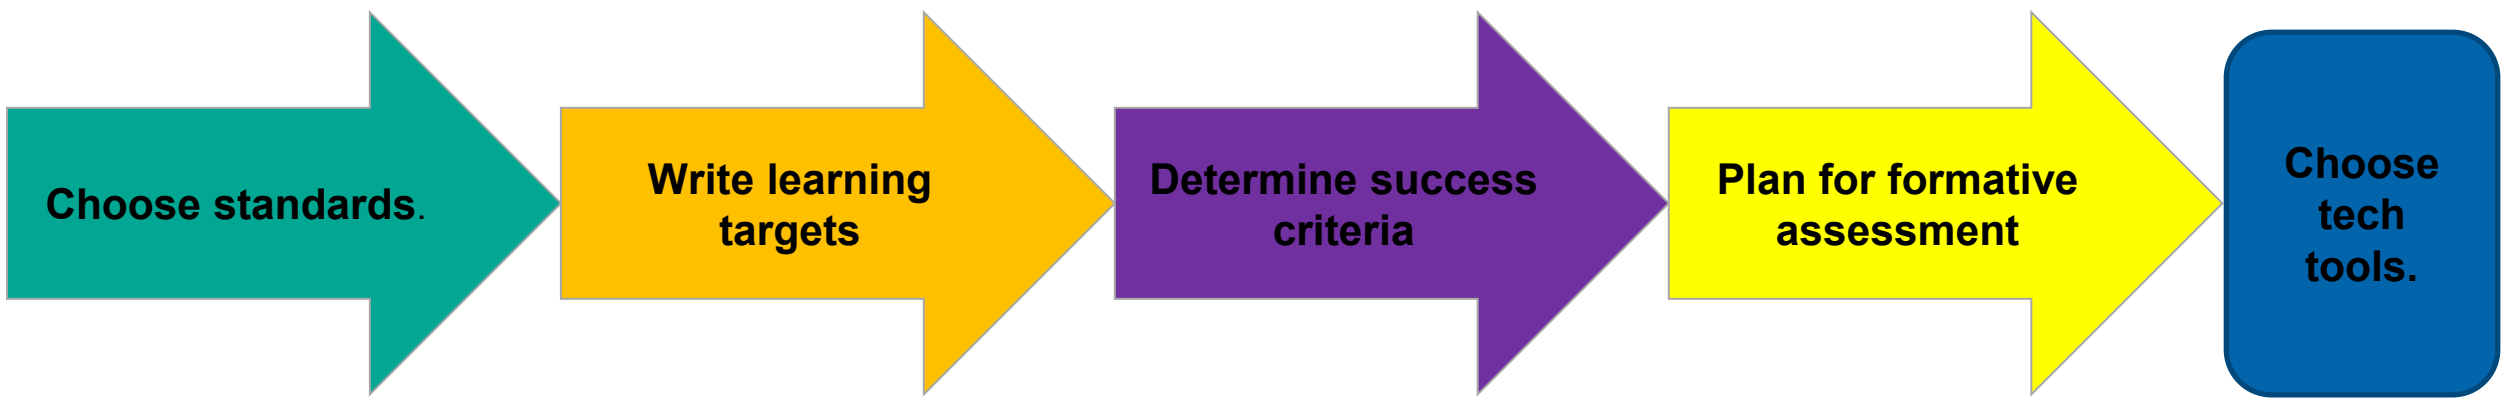 Choose standards.
Write learning
targets
Determine success
criteria
Plan for formative
assessment
Choose
tech
tools.